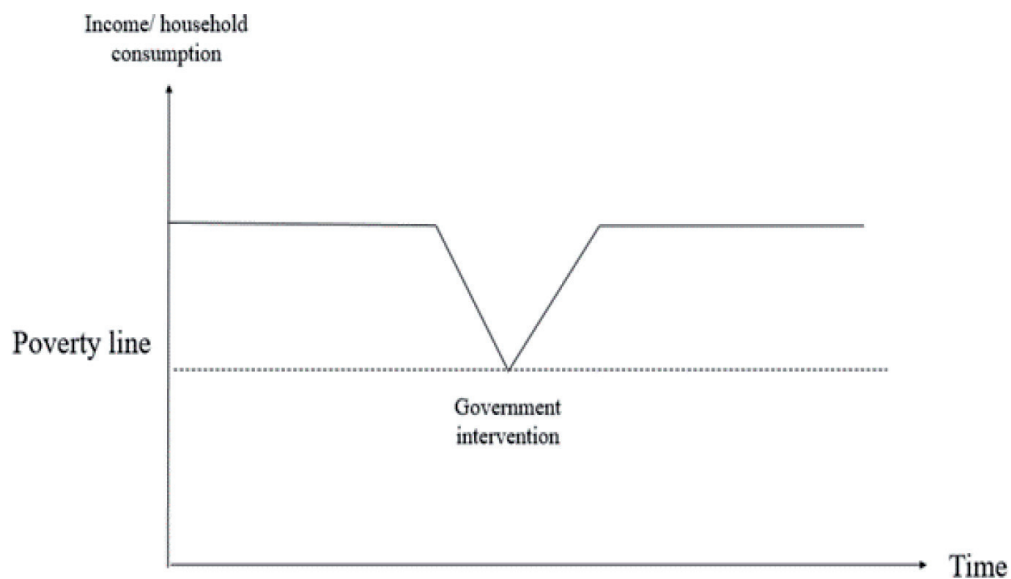 Income/ household
consumption
Poverty line
Government
intervention
Time